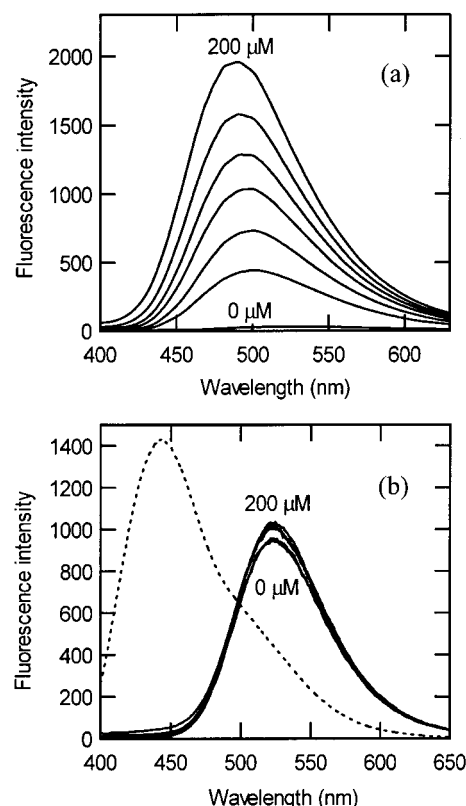 2000
1500
1000
500
0
Fluorescence intensity
200 μM
(a)
0 μM
400 450 500 550 600
Wavelength (nm)
1400
1200
1000
800
600
400
200
0
Fluorescence intensity
200 μM
(b)
0 μM
400 450 500 550 600 650
Wavelength (nm)